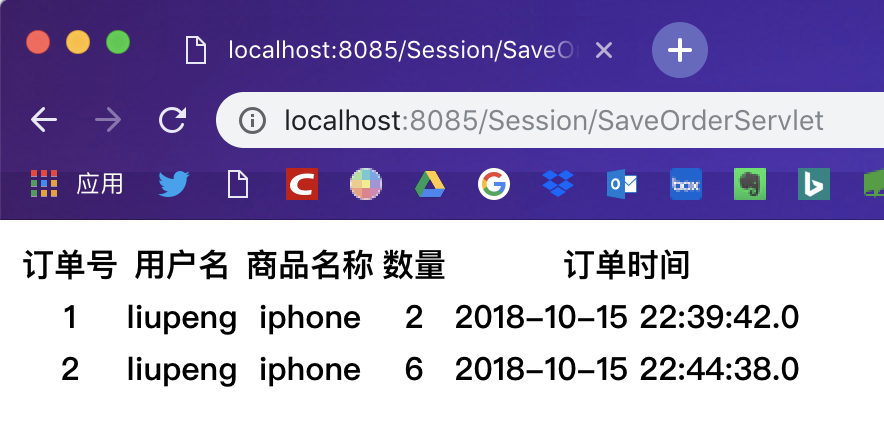 localhost:8085/Session/SaveO
localhost:8085/Session/SaveOrderServlet
应用 box
订单号 用户名 商品名称 数量 订单时间
1 liupeng iphone 2 2018-10-15 22:39:42.0
2 liupeng iphone 6 2018-10-15 22:44:38.0